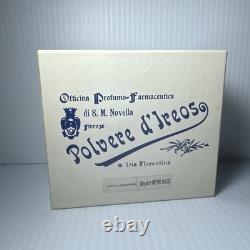 Officina Profumo-Farmaceutica
di S. M. Novella
Firenze
Polvere d'Ireos
Iris Florentina